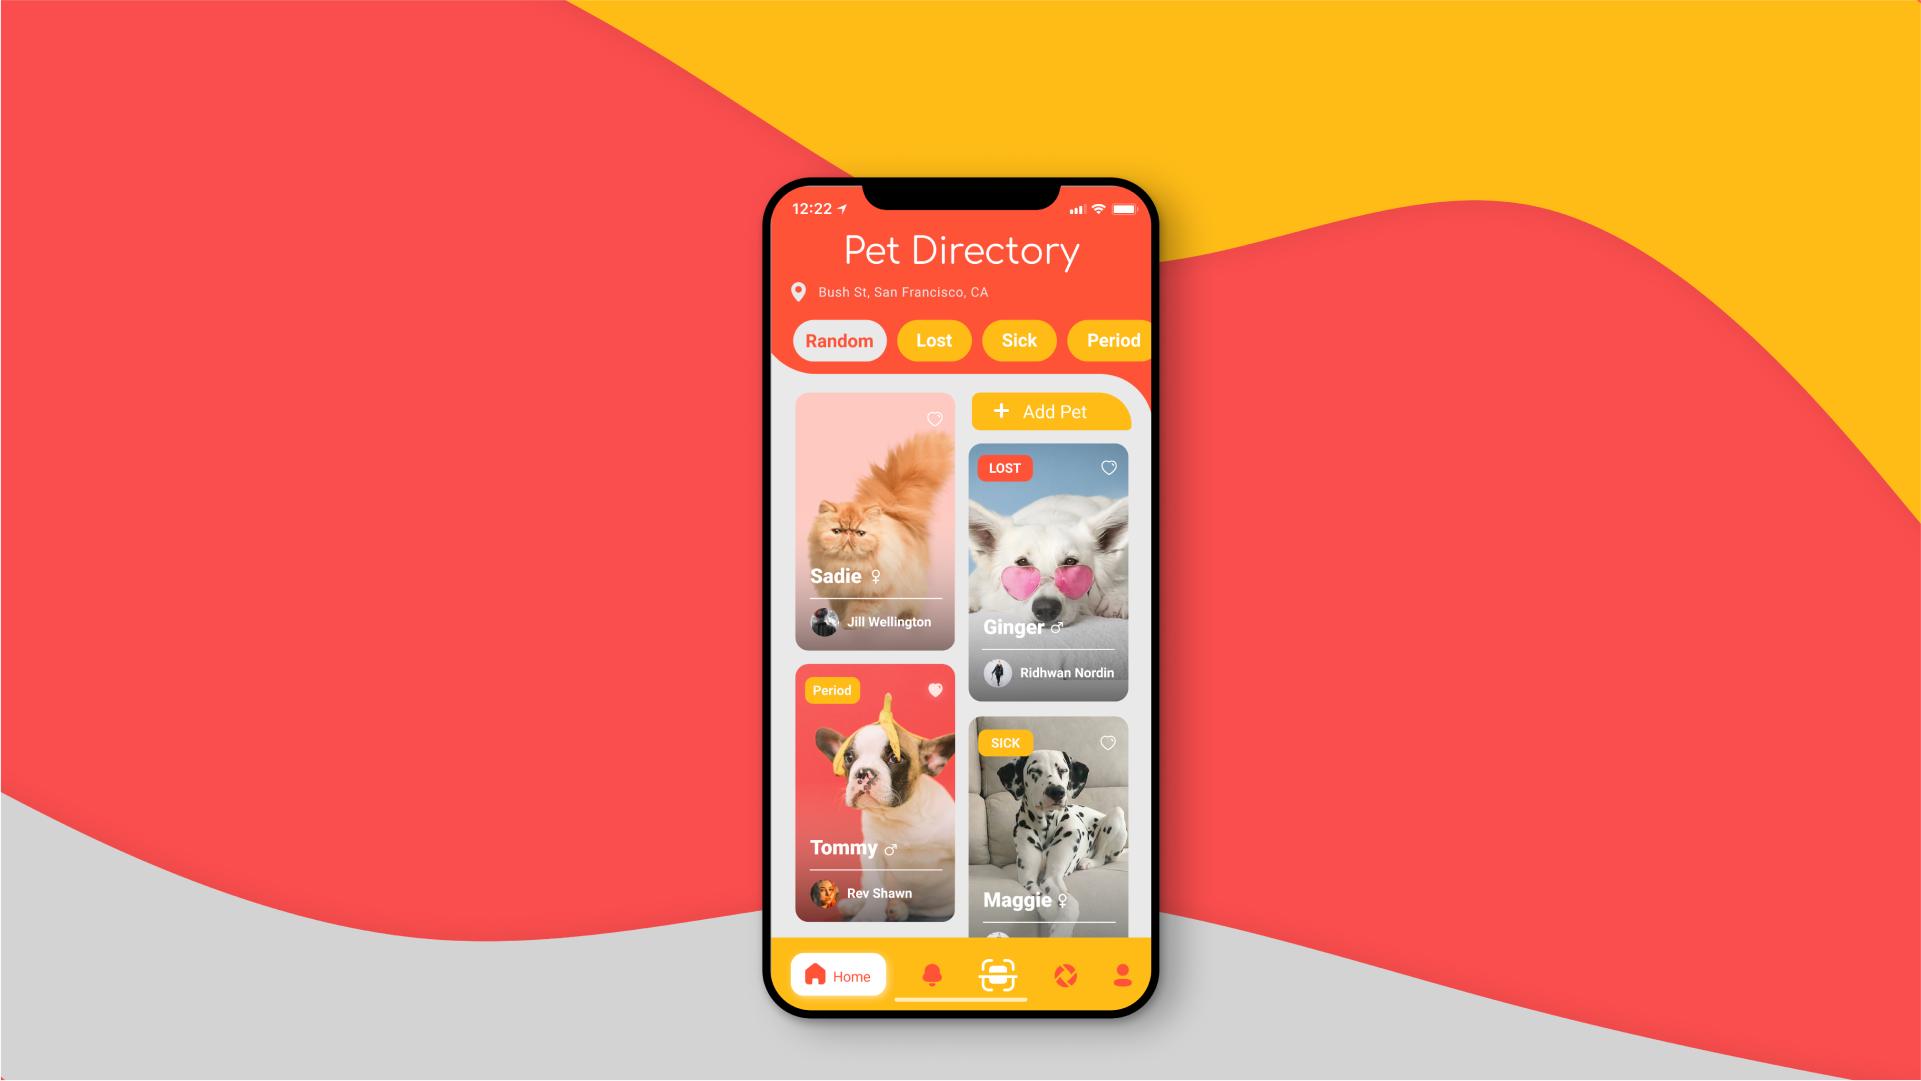 12:22
Pet Directory
Bush St, San Francisco, CA
Random
Lost
Sick
Period
+ Add Pet
Sadie ♀
Jill Wellington
LOST
Ginger ♂
Ridhwan Nordin
Period
Tommy ♂
Rev Shawn
SICK
Maggie ♀
Home